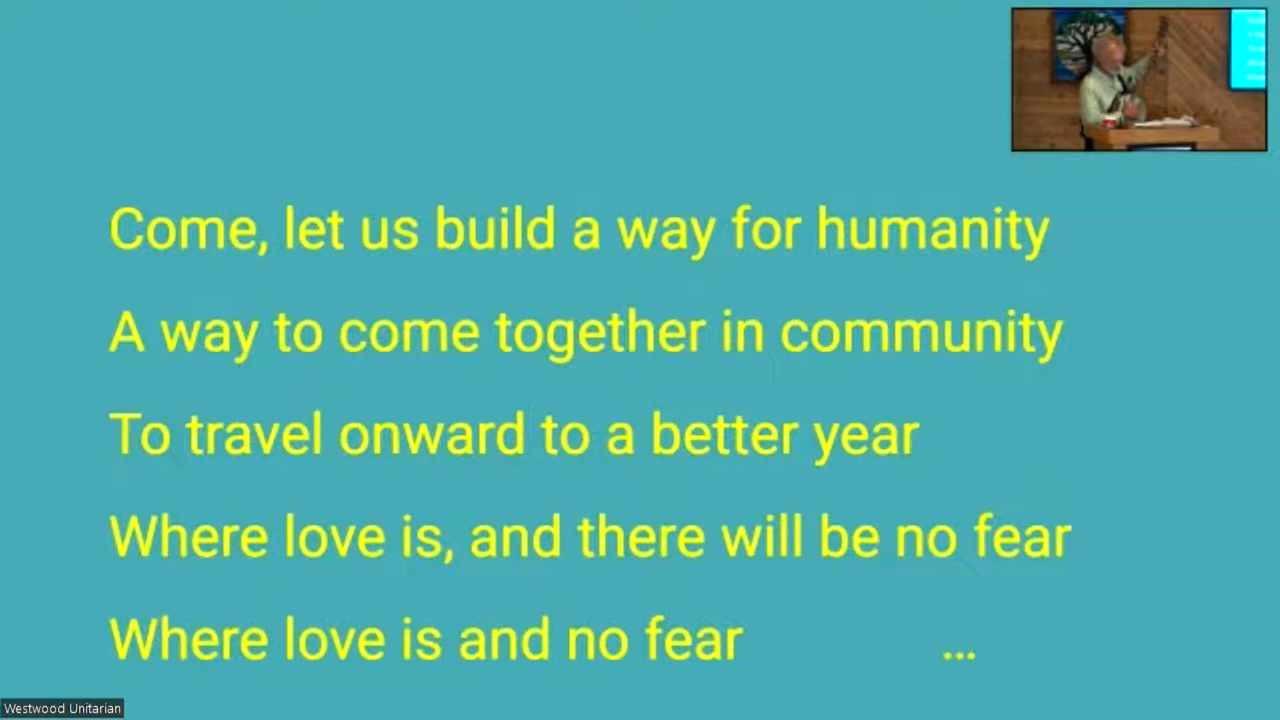 Come, let us build a way for humanity
A way to come together in community
To travel onward to a better year
Where love is, and there will be no fear
Where love is and no fear ...
Westwood Unitarian